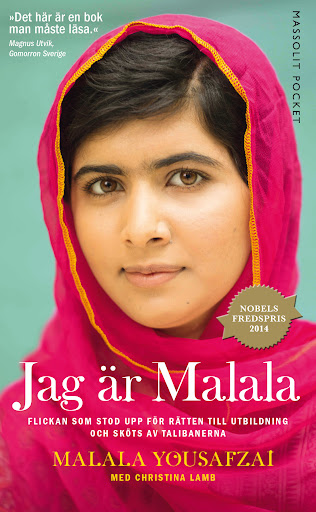 »Det här är en bok
man måste läsa.«
Magnus Utvik,
Gomorron Sverige
MASSOLIT POCKET
NOBELS
FREDSPRIS
2014
Jag är Malala
FLICKAN SOM STOD UPP FÖR RÄTTEN TILL UTBILDNING
OCH SKÖTS AV TALIBANERNA
MALALA YOUSAFZAI
MED CHRISTINA LAMB